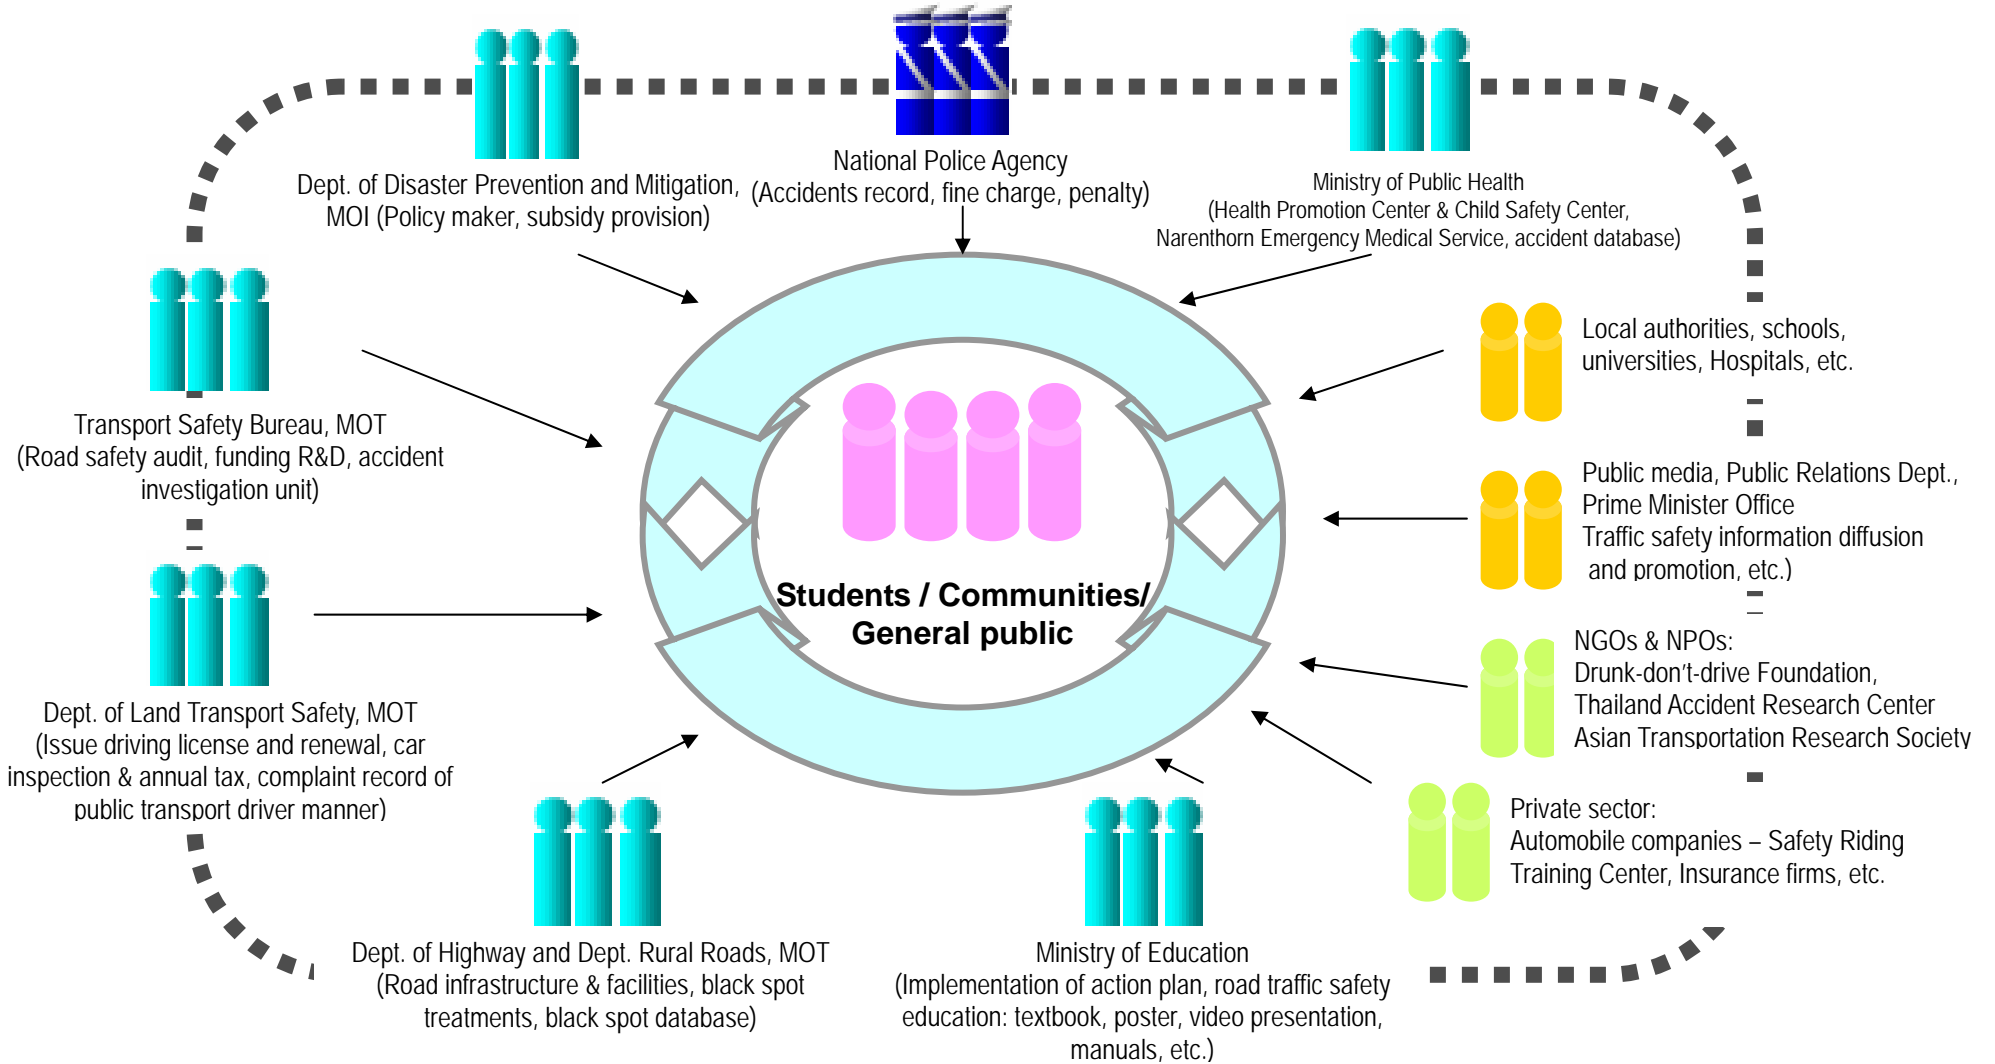 National Police Agency
(Accidents record, fine charge, penalty)
Dept. of Disaster Prevention and Mitigation,
MOI (Policy maker, subsidy provision)
Ministry of Public Health
(Health Promotion Center & Child Safety Center,
Narenthorn Emergency Medical Service, accident database)
Local authorities, schools,
universities, Hospitals, etc.
Transport Safety Bureau, MOT
(Road safety audit, funding R&D, accident
investigation unit)
Public media, Public Relations Dept.,
Prime Minister Office
Traffic safety information diffusion
and promotion, etc.)
Students / Communities/
General public
NGOs & NPOs:
Drunk-don't-drive Foundation,
Thailand Accident Research Center
Asian Transportation Research Society
Dept. of Land Transport Safety, MOT
(Issue driving license and renewal, car
inspection & annual tax, complaint record of
public transport driver manner)
Private sector:
Automobile companies – Safety Riding
Training Center, Insurance firms, etc.
Dept. of Highway and Dept. Rural Roads, MOT
(Road infrastructure & facilities, black spot
treatments, black spot database)
Ministry of Education
(Implementation of action plan, road traffic safety
education: textbook, poster, video presentation,
manuals, etc.)